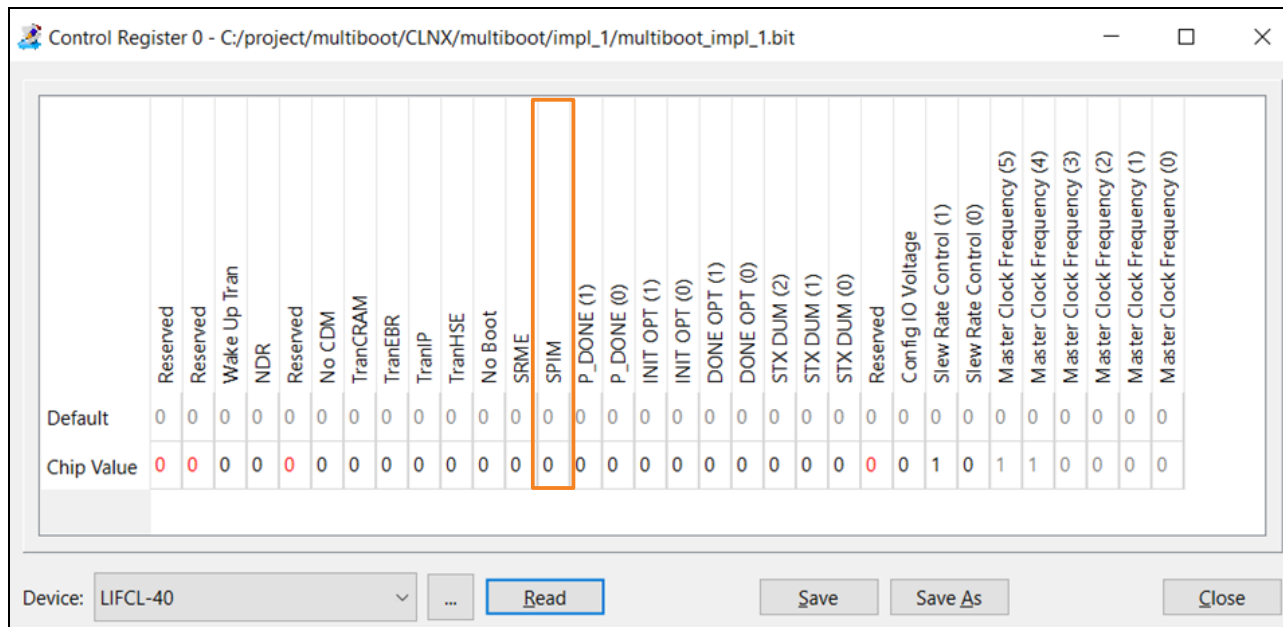 Control Register 0 - C:/project/multiboot/CLNX/multiboot/impl_1/multiboot_impl_1.bit
Reserved
Reserved
Wake Up Tran
NDR
Reserved
No CDM
TranCRAM
TranEBR
TranIP
TranHSE
No Boot
SRME
SPIM
P_DONE (1)
P_DONE (0)
INIT OPT (1)
INIT OPT (0)
DONE OPT (1)
DONE OPT (0)
STX DUM (2)
STX DUM (1)
STX DUM (0)
Reserved
Config IO Voltage
Slew Rate Control (1)
Slew Rate Control (0)
Master Clock Frequency (5)
Master Clock Frequency (4)
Master Clock Frequency (3)
Master Clock Frequency (2)
Master Clock Frequency (1)
Master Clock Frequency (0)
Default 0 0 0 0 0 0 0 0 0 0 0 0 0 0 0 0 0 0 0 0 0 0 0 0 0 0 0 0 0 0 0 0
Chip Value 0 0 0 0 0 0 0 0 0 0 0 0 0 0 0 0 0 0 0 0 0 0 0 0 1 0 1 1 0 0 0 0
Device: LIFCL-40 ... Read Save Save As Close